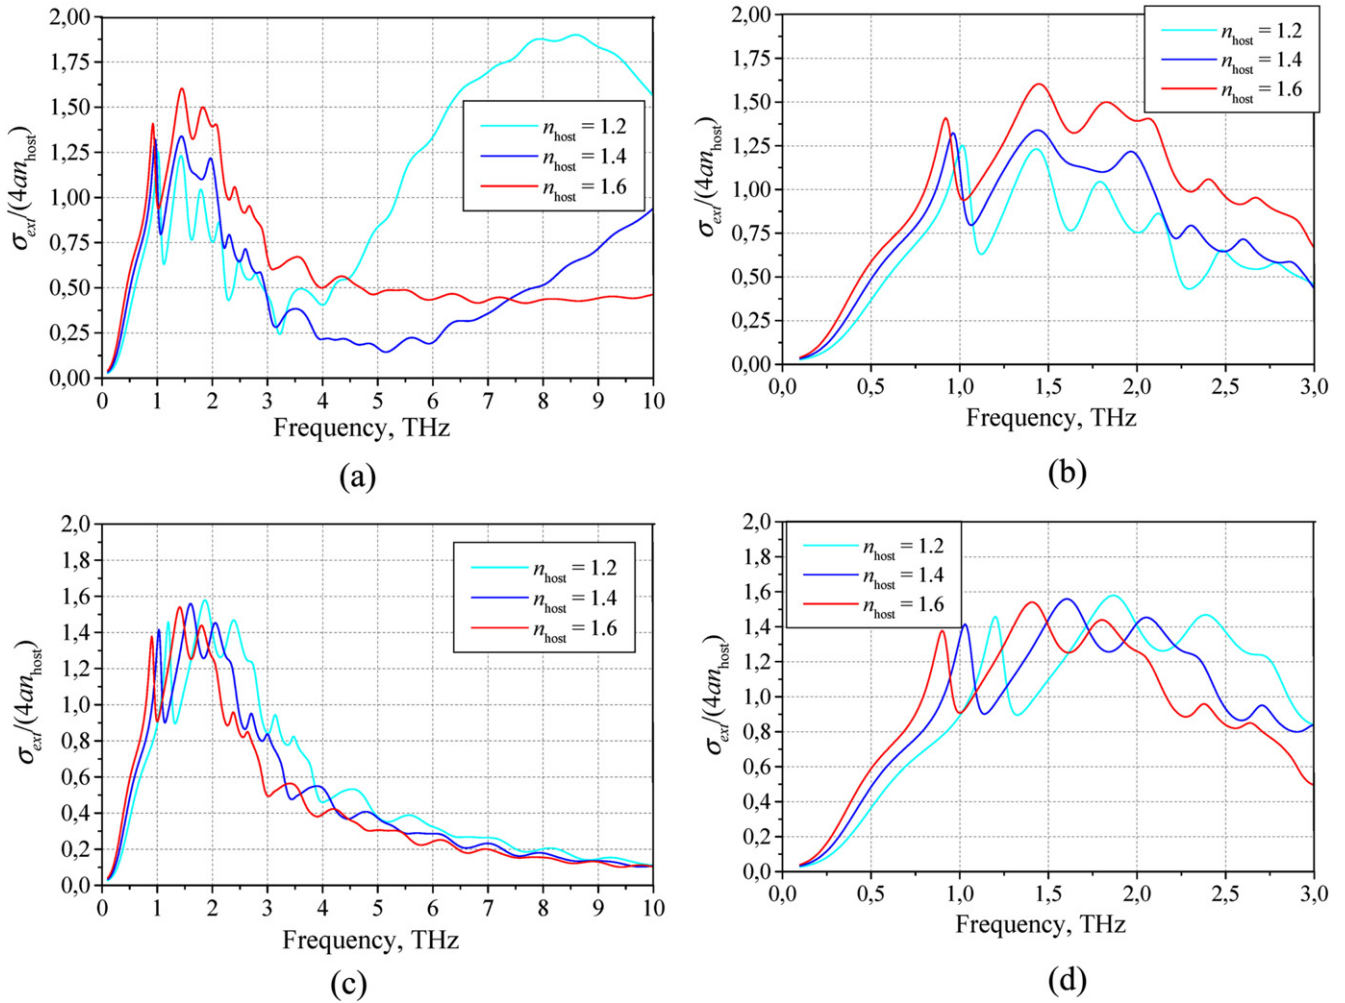 2,00
1,75
1,50
1,25
1,00
0,75
0,50
0,25
0,00
σext/(4anhost)
nhost = 1.2
nhost = 1.4
nhost = 1.6
0 1 2 3 4 5 6 7 8 9 10
Frequency, THz
(a)
2,00
1,75
1,50
1,25
1,00
0,75
0,50
0,25
0,00
σext/(4anhost)
nhost = 1.2
nhost = 1.4
nhost = 1.6
0,0 0,5 1,0 1,5 2,0 2,5 3,0
Frequency, THz
(b)
2,0
1,8
1,6
1,4
1,2
1,0
0,8
0,6
0,4
0,2
0,0
σext/(4anhost)
nhost = 1.2
nhost = 1.4
nhost = 1.6
0 1 2 3 4 5 6 7 8 9 10
Frequency, THz
(c)
2,0
1,8
1,6
1,4
1,2
1,0
0,8
0,6
0,4
0,2
0,0
σext/(4anhost)
nhost = 1.2
nhost = 1.4
nhost = 1.6
0,0 0,5 1,0 1,5 2,0 2,5 3,0
Frequency, THz
(d)